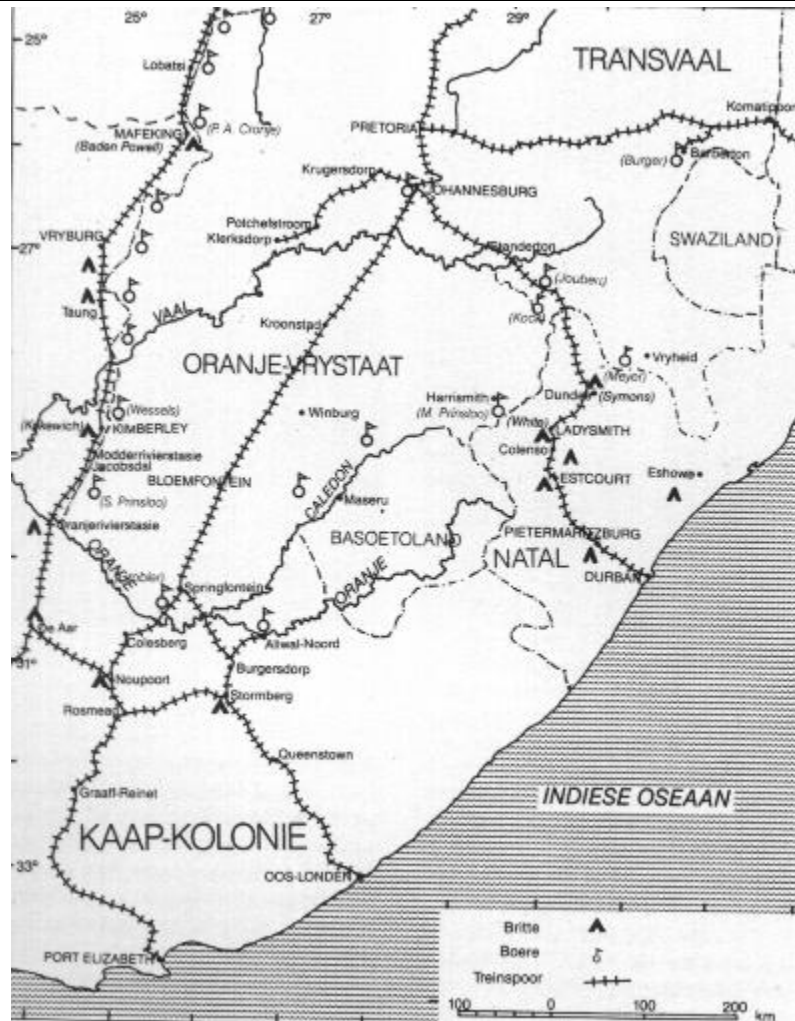 25°
27°
29°
25°
Lobatsi
TRANSVAAL
Komatipoort
(P. A. Cronje)
MAFEKING
(Baden Powell)
PRETORIA
(Burger)
Barberton
Krugersdorp
JOHANNESBURG
Potchefstroom
Klerksdorp
VRYBURG
27°
SWAZILAND
Standerton
(Joubert)
(Kock)
Taung
VAAL
Kroonstad
ORANJE-VRYSTAAT
Vryheid
(Meyer)
Dundee
(Symons)
Harrismith
(M. Prinsloo)
(Wessels)
Winburg
(White)
LADYSMITH
(Kekewich)
KIMBERLEY
Colenso
Modderrivierstasie
Jacobsdal
BLOEMFONTEIN
ESTCOURT
Eshowe
(S. Prinsloo)
CALEDON
Maseru
Oranjerivierstasie
BASOETOLAND
PIETERMARITZBURG
NATAL
ORANJE
(Grobler)
Springfontein
ORANJE
DURBAN
De Aar
Colesberg
Aliwal-Noord
31°
Burgersdorp
Noupoort
Stormberg
Rosmead
Queenstown
Graaff-Reinet
INDIESE OSEAAN
KAAP-KOLONIE
33°
OOS-LONDEN
PORT ELIZABETH
Britte
Boere
Treinspoor
100 0 100 200
km